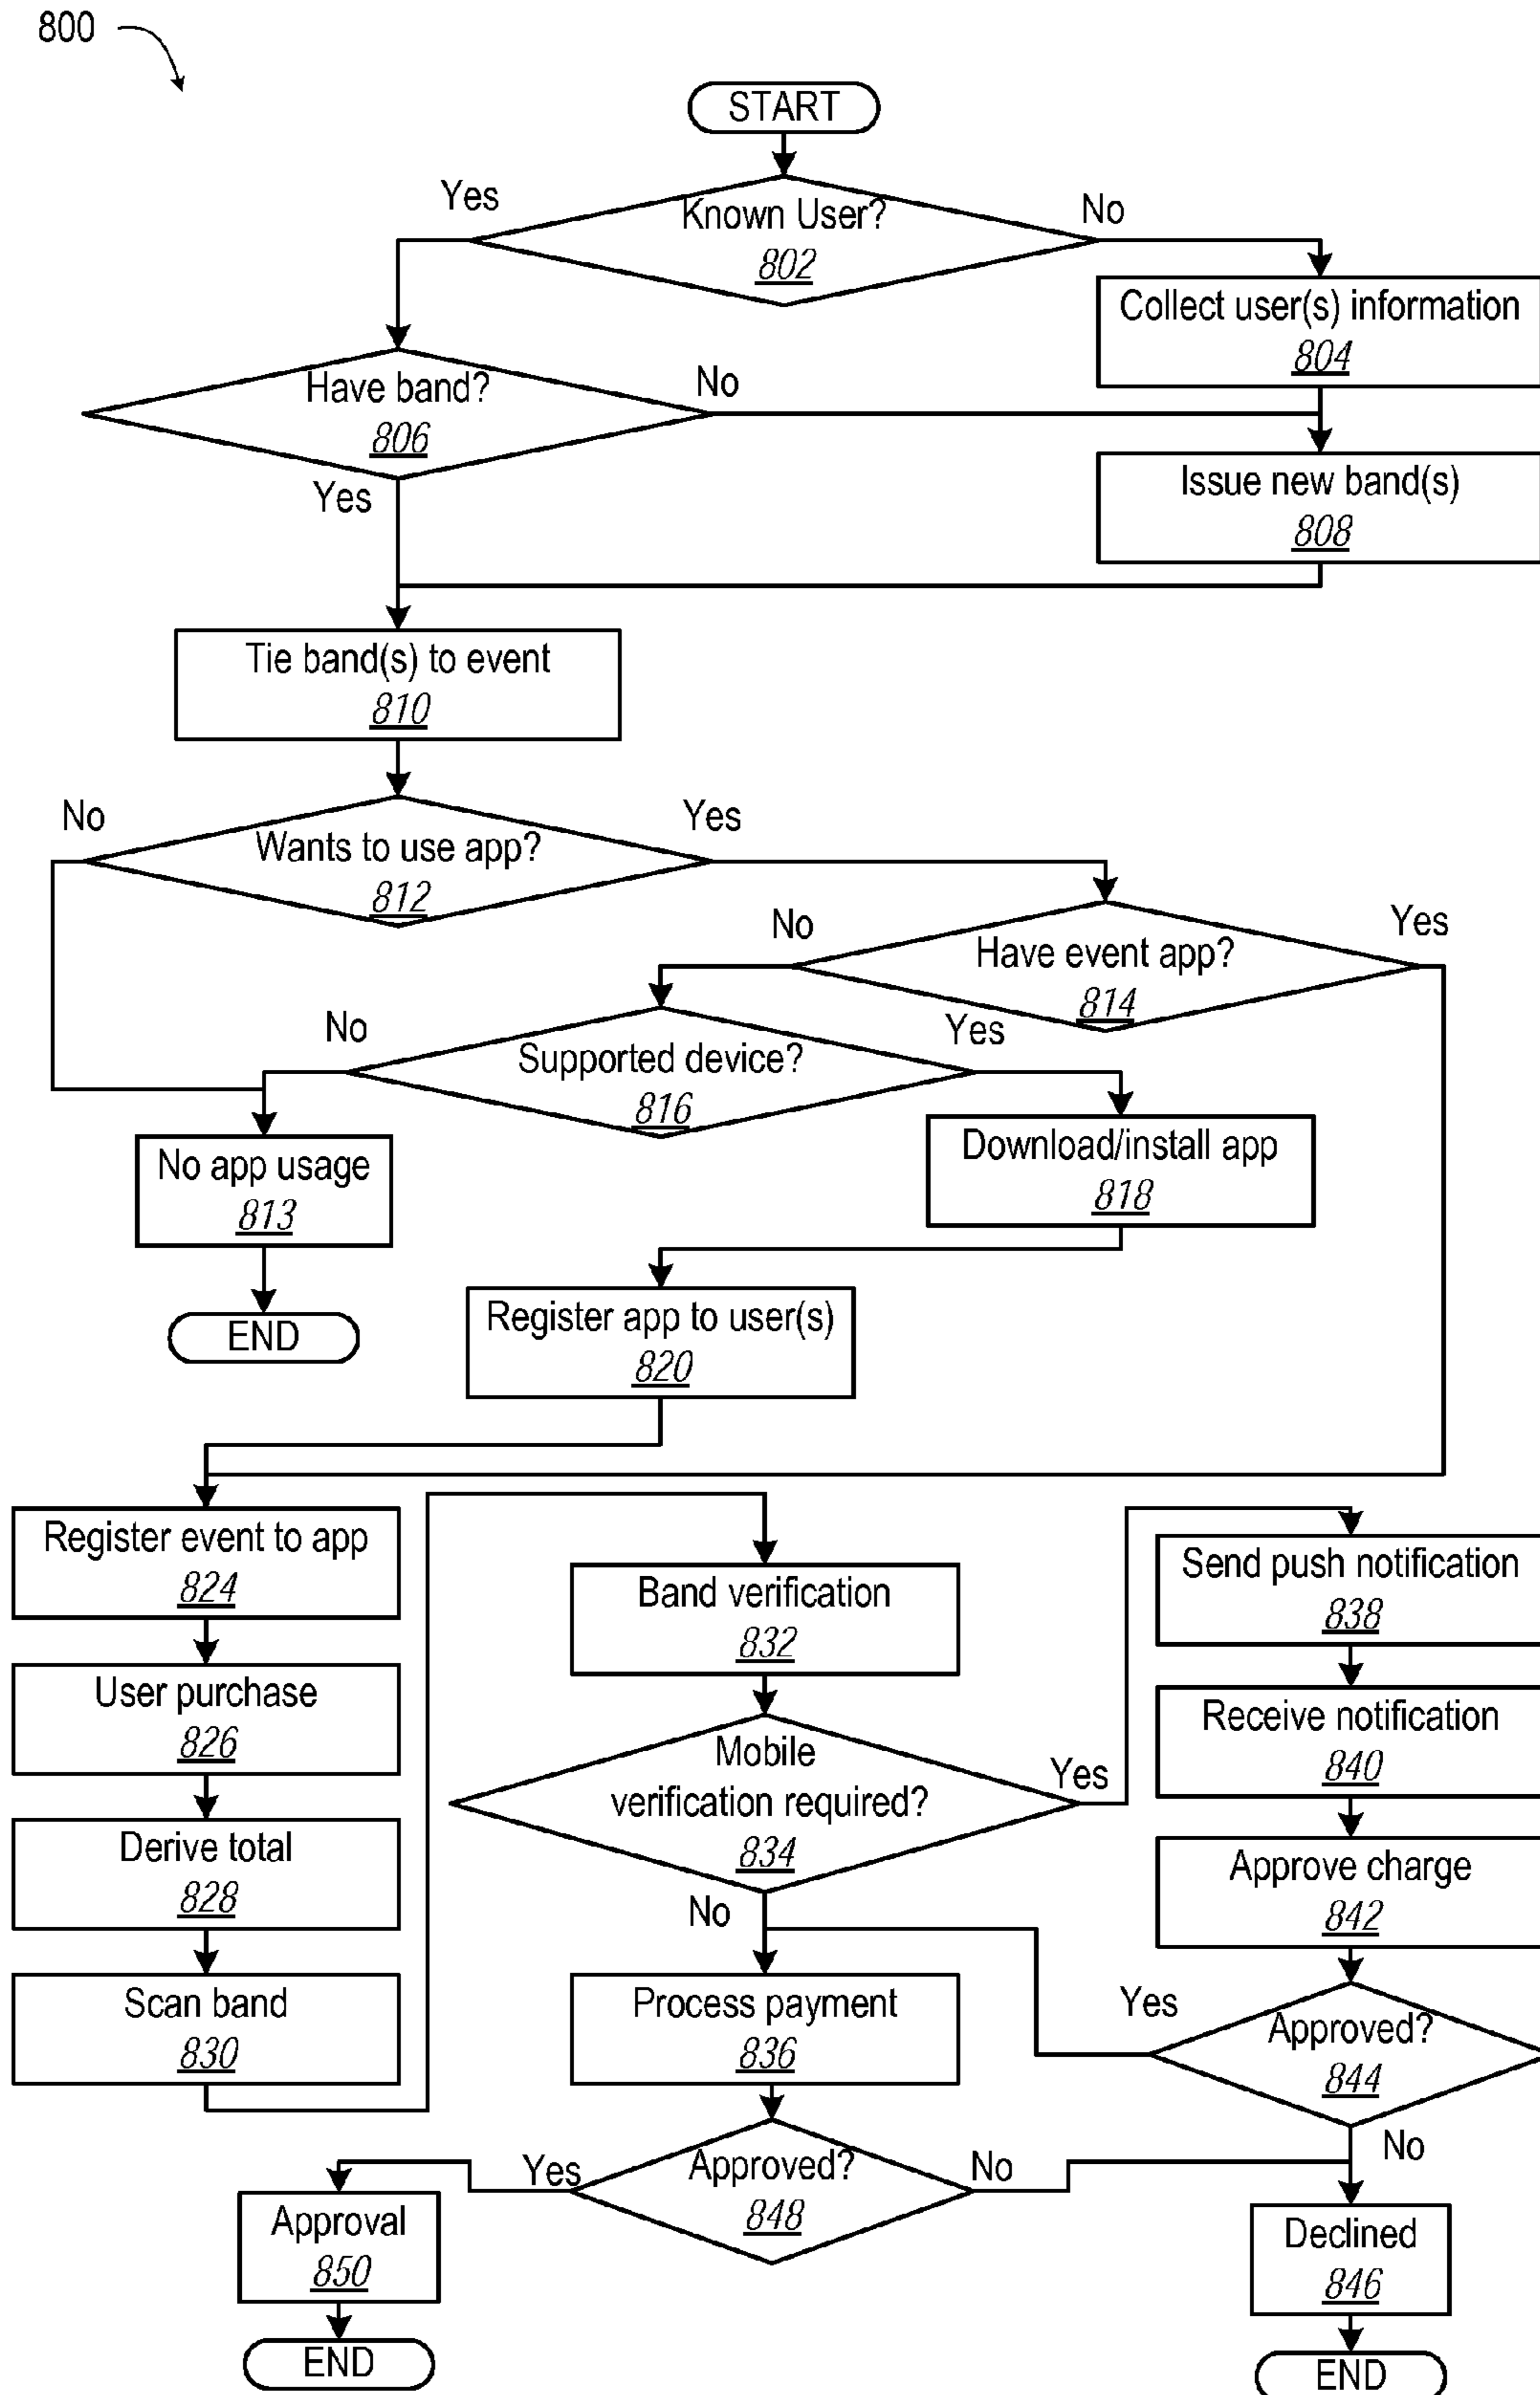 800
START
Yes
Known User?
802
No
Collect user(s) information
804
Have band?
806
No
Yes
Issue new band(s)
808
Tie band(s) to event
810
No
Wants to use app?
812
Yes
No
Have event app?
814
Yes
No
Supported device?
816
Yes
No app usage
813
END
Download/install app
818
Register app to user(s)
820
Register event to app
824
User purchase
826
Derive total
828
Scan band
830
Band verification
832
Mobile
verification required?
834
Yes
No
Send push notification
838
Receive notification
840
Approve charge
842
Process payment
836
Yes
Approved?
844
No
Yes
Approved?
848
No
Approval
850
END
Declined
846
END